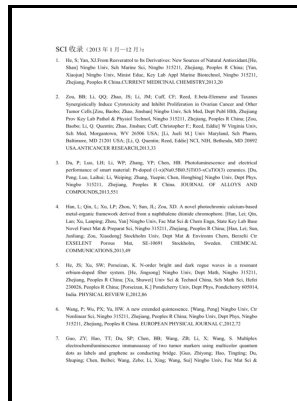 SCI 收录（2013 年 1 月—12 月）：
1. He, S; Yan, XJ.From Resveratrol to Its Derivatives: New Sources of Natural Antioxidant.[He,
Shan] Ningbo Univ, Sch Marine Sci, Ningbo 315211, Zhejiang, Peoples R China; [Yan,
Xiaojun] Ningbo Univ, Minist Educ, Key Lab Appl Marine Biotechnol, Ningbo 315211,
Zhejiang, Peoples R China.CURRENT MEDICINAL CHEMISTRY,2013,20
2. Zou, BB; Li, QQ; Zhao, JS; Li, JM; Cuff, CF; Reed, E.beta-Elemene and Taxanes
Synergistically Induce Cytotoxicity and Inhibit Proliferation in Ovarian Cancer and Other
Tumor Cells.[Zou, Baobo; Zhao, Jinshun] Ningbo Univ, Sch Med, Dept Publ Hlth, Zhejiang
Prov Key Lab Pathol & Physiol Technol, Ningbo 315211, Zhejiang, Peoples R China; [Zou,
Baobo; Li, Q. Quentin; Zhao, Jinshun; Cuff, Christopher F.; Reed, Eddie] W Virginia Univ,
Sch Med, Morgantown, WV 26506 USA; [Li, Jueli M.] Univ Maryland, Sch Pharm,
Baltimore, MD 21201 USA; [Li, Q. Quentin; Reed, Eddie] NCI, NIH, Bethesda, MD 20892
USA.ANTICANCER RESEARCH,2013,33
3. Du, P; Luo, LH; Li, WP; Zhang, YP; Chen, HB. Photoluminescence and electrical
performance of smart material: Pr-doped ceramics. [Du,
Peng; Luo, Laihui; Li, Weiping; Zhang, Yuepin; Chen, Hongbing] Ningbo Univ, Dept Phys,
Ningbo 315211, Zhejiang, Peoples R China. JOURNAL OF ALLOYS AND
COMPOUNDS,2013,551
4. Han, L; Qin, L; Xu, LP; Zhou, Y; Sun, JL; Zou, XD. A novel photochromic calcium-based
metal-organic framework derived from a naphthalene diimide chromophore. [Han, Lei; Qin,
Lan; Xu, Lanping; Zhou, Yan] Ningbo Univ, Fac Mat Sci & Chem Engn, State Key Lab Base
Novel Funct Mat & Preparat Sci, Ningbo 315211, Zhejiang, Peoples R China; [Han, Lei; Sun,
Junliang; Zou, Xiaodong] Stockholm Univ, Dept Mat & Environm Chem, Berzelii Ctr
EXSELENT Porous Mat, SE-10691 Stockholm, Sweden. CHEMICAL
COMMUNICATIONS,2013,49
5. He, JS; Xu, SW; Porsezian, K. N-order bright and dark rogue waves in a resonant
erbium-doped fiber system. [He, Jingsong] Ningbo Univ, Dept Math, Ningbo 315211,
Zhejiang, Peoples R China; [Xu, Shuwei] Univ Sci & Technol China, Sch Math Sci, Hefei
230026, Peoples R China; [Porsezian, K.] Pondicherry Univ, Dept Phys, Pondicherry 605014,
India. PHYSICAL REVIEW E,2012,86
6. Wang, P; Wu, PX; Yu, HW. A new extended quintessence. [Wang, Peng] Ningbo Univ, Ctr
Nonlinear Sci, Ningbo 315211, Zhejiang, Peoples R China; Ningbo Univ, Dept Phys, Ningbo
315211, Zhejiang, Peoples R China. EUROPEAN PHYSICAL JOURNAL C,2012,72
7. Guo, ZY; Hao, TT; Du, SP; Chen, BB; Wang, ZB; Li, X; Wang, S. Multiplex
electrochemiluminescence immunoassay of two tumor markers using multicolor quantum
dots as labels and graphene as conducting bridge. [Guo, Zhiyong; Hao, Tingting; Du,
Shuping; Chen, Beibei; Wang, Zebo; Li, Xing; Wang, Sui] Ningbo Univ, Fac Mat Sci &